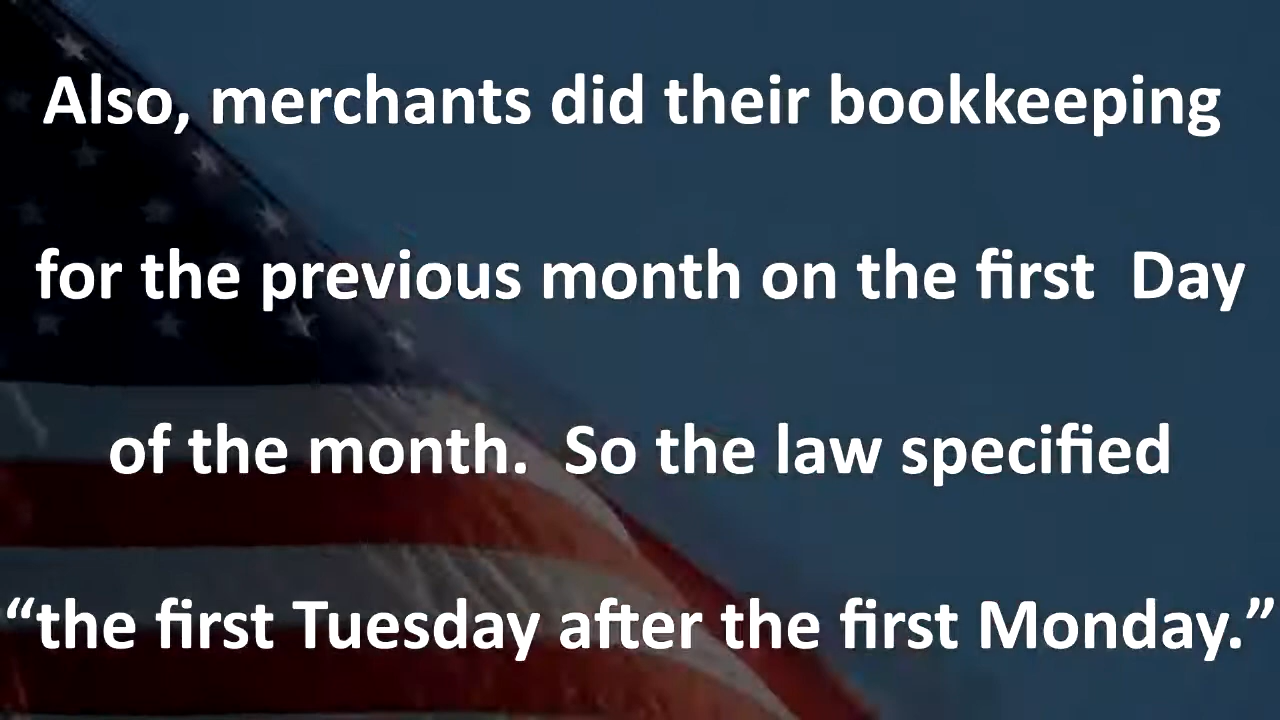 Also, merchants did their bookkeeping
for the previous month on the first  Day
of the month.  So the law specified
“the first Tuesday after the first Monday.”